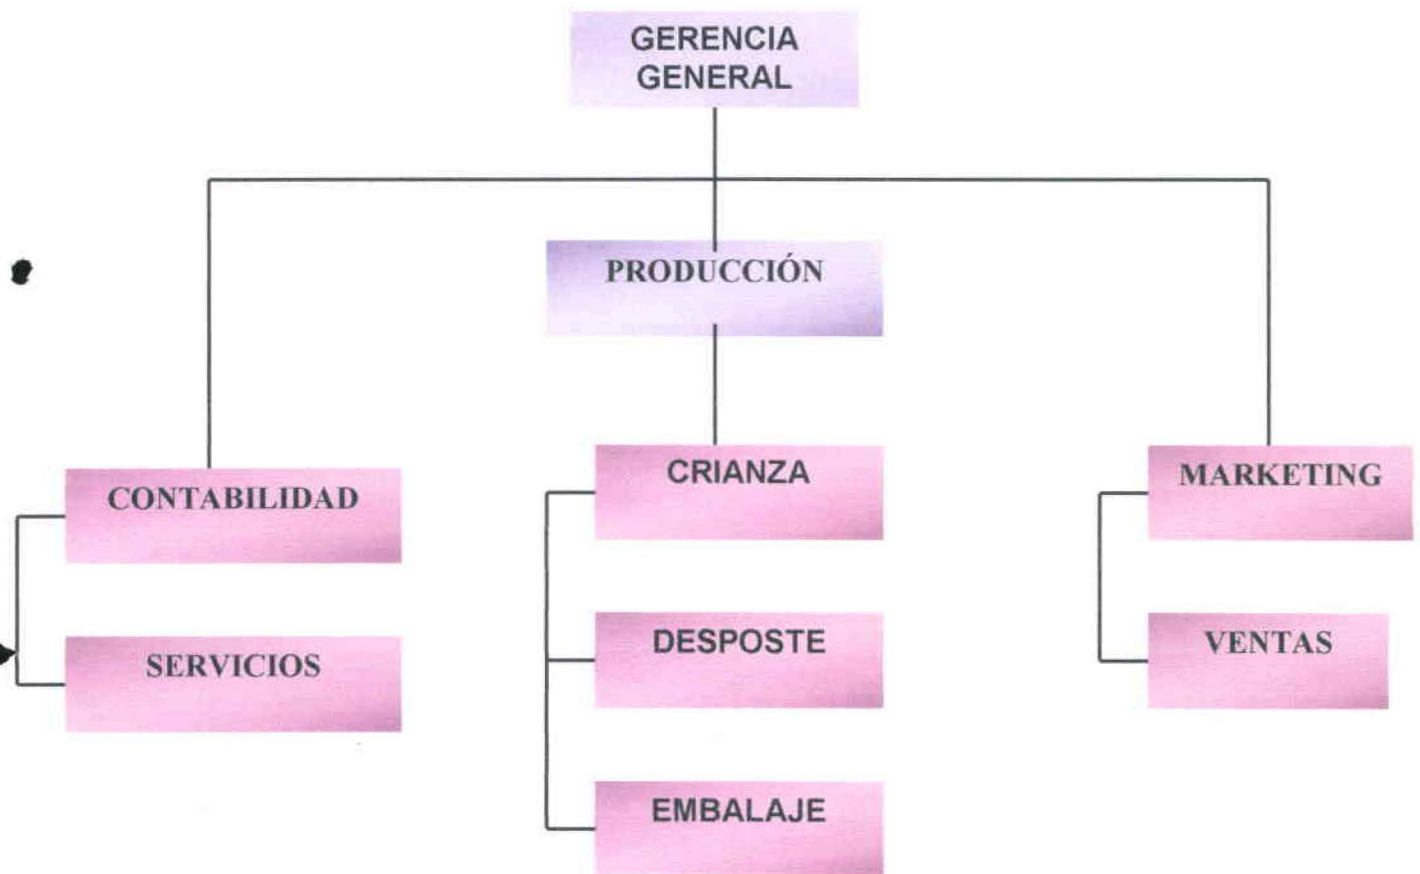 GERENCIA
GENERAL
PRODUCCIÓN
CONTABILIDAD
CRIANZA
MARKETING
SERVICIOS
DESPOSTE
VENTAS
EMBALAJE